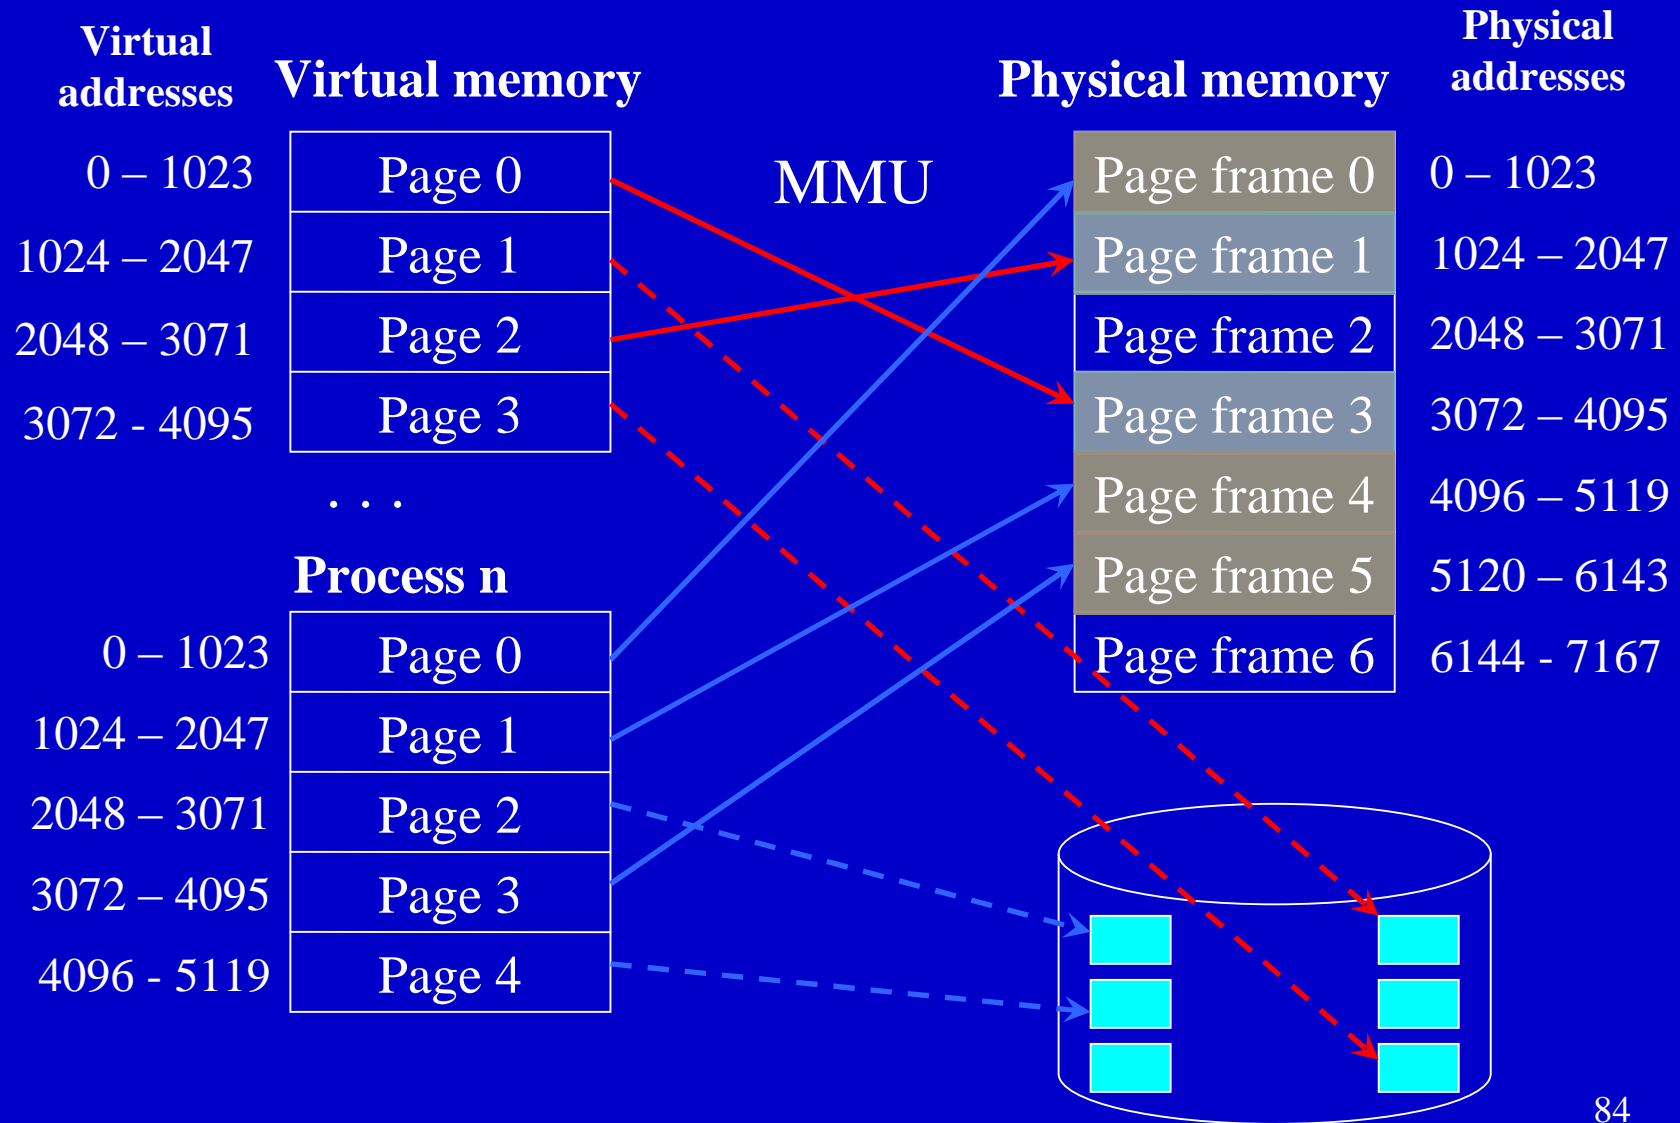 Virtual
addresses
Virtual memory
Physical memory
Physical
addresses
MMU
0 – 1023
Page 0
1024 – 2047
Page 1
2048 – 3071
Page 2
3072 - 4095
Page 3
. . .
Page frame 0
0 – 1023
Page frame 1
1024 – 2047
Page frame 2
2048 – 3071
Page frame 3
3072 – 4095
Page frame 4
4096 – 5119
Page frame 5
5120 – 6143
Page frame 6
6144 - 7167
Process n
0 – 1023
Page 0
1024 – 2047
Page 1
2048 – 3071
Page 2
3072 – 4095
Page 3
4096 - 5119
Page 4
84